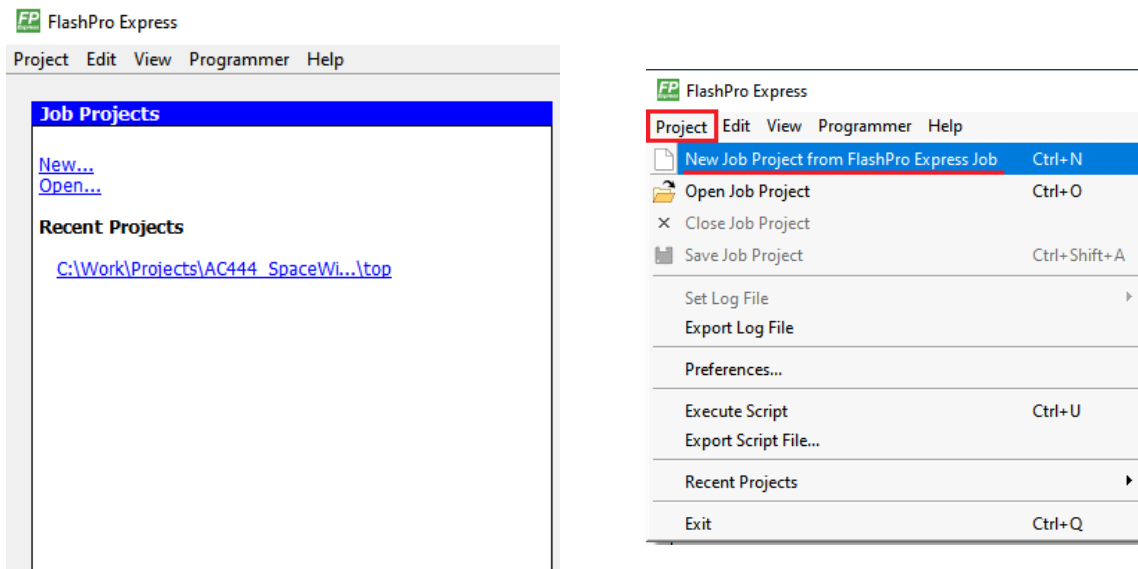 FP Express FlashPro Express
Project Edit View Programmer Help
Job Projects
New...
Open...
Recent Projects
C:\Work\Projects\AC444_SpaceWi...\top
FP Express FlashPro Express
Project Edit View Programmer Help
New Job Project from FlashPro Express Job Ctrl+N
Open Job Project Ctrl+O
Close Job Project
Save Job Project Ctrl+Shift+A
Set Log File
Export Log File
Preferences...
Execute Script Ctrl+U
Export Script File...
Recent Projects
Exit Ctrl+Q